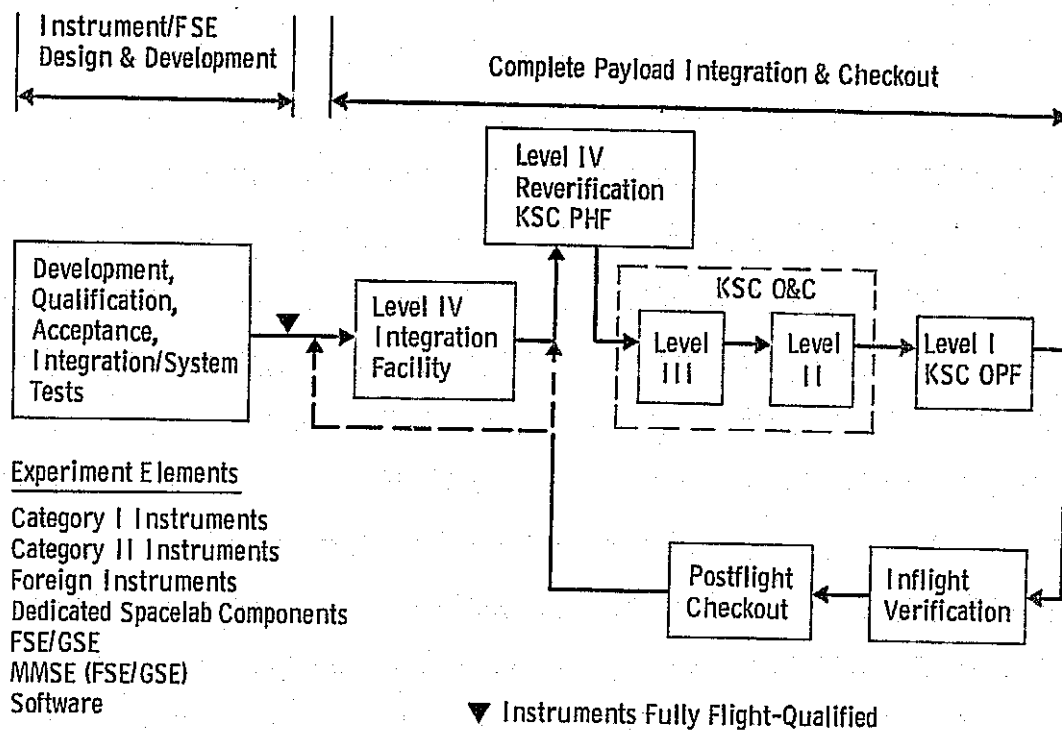 Instrument/FSE
Design & Development
Complete Payload Integration & Checkout
Level IV
Reverification
KSC PHF
Development,
Qualification,
Acceptance,
Integration/System
Tests
Level IV
Integration
Facility
KSC O&C
Level
III
Level
II
Level I
KSC OPF
Experiment Elements
Category I Instruments
Category II Instruments
Foreign Instruments
Dedicated Spacelab Components
FSE/GSE
MMSE (FSE/GSE)
Software
Postflight
Checkout
Inflight
Verification
▼ Instruments Fully Flight-Qualified